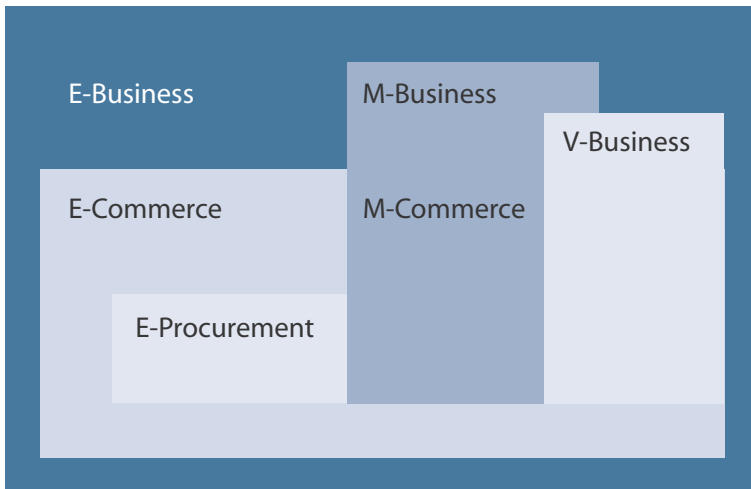 E-Business
M-Business
V-Business
E-Commerce
M-Commerce
E-Procurement